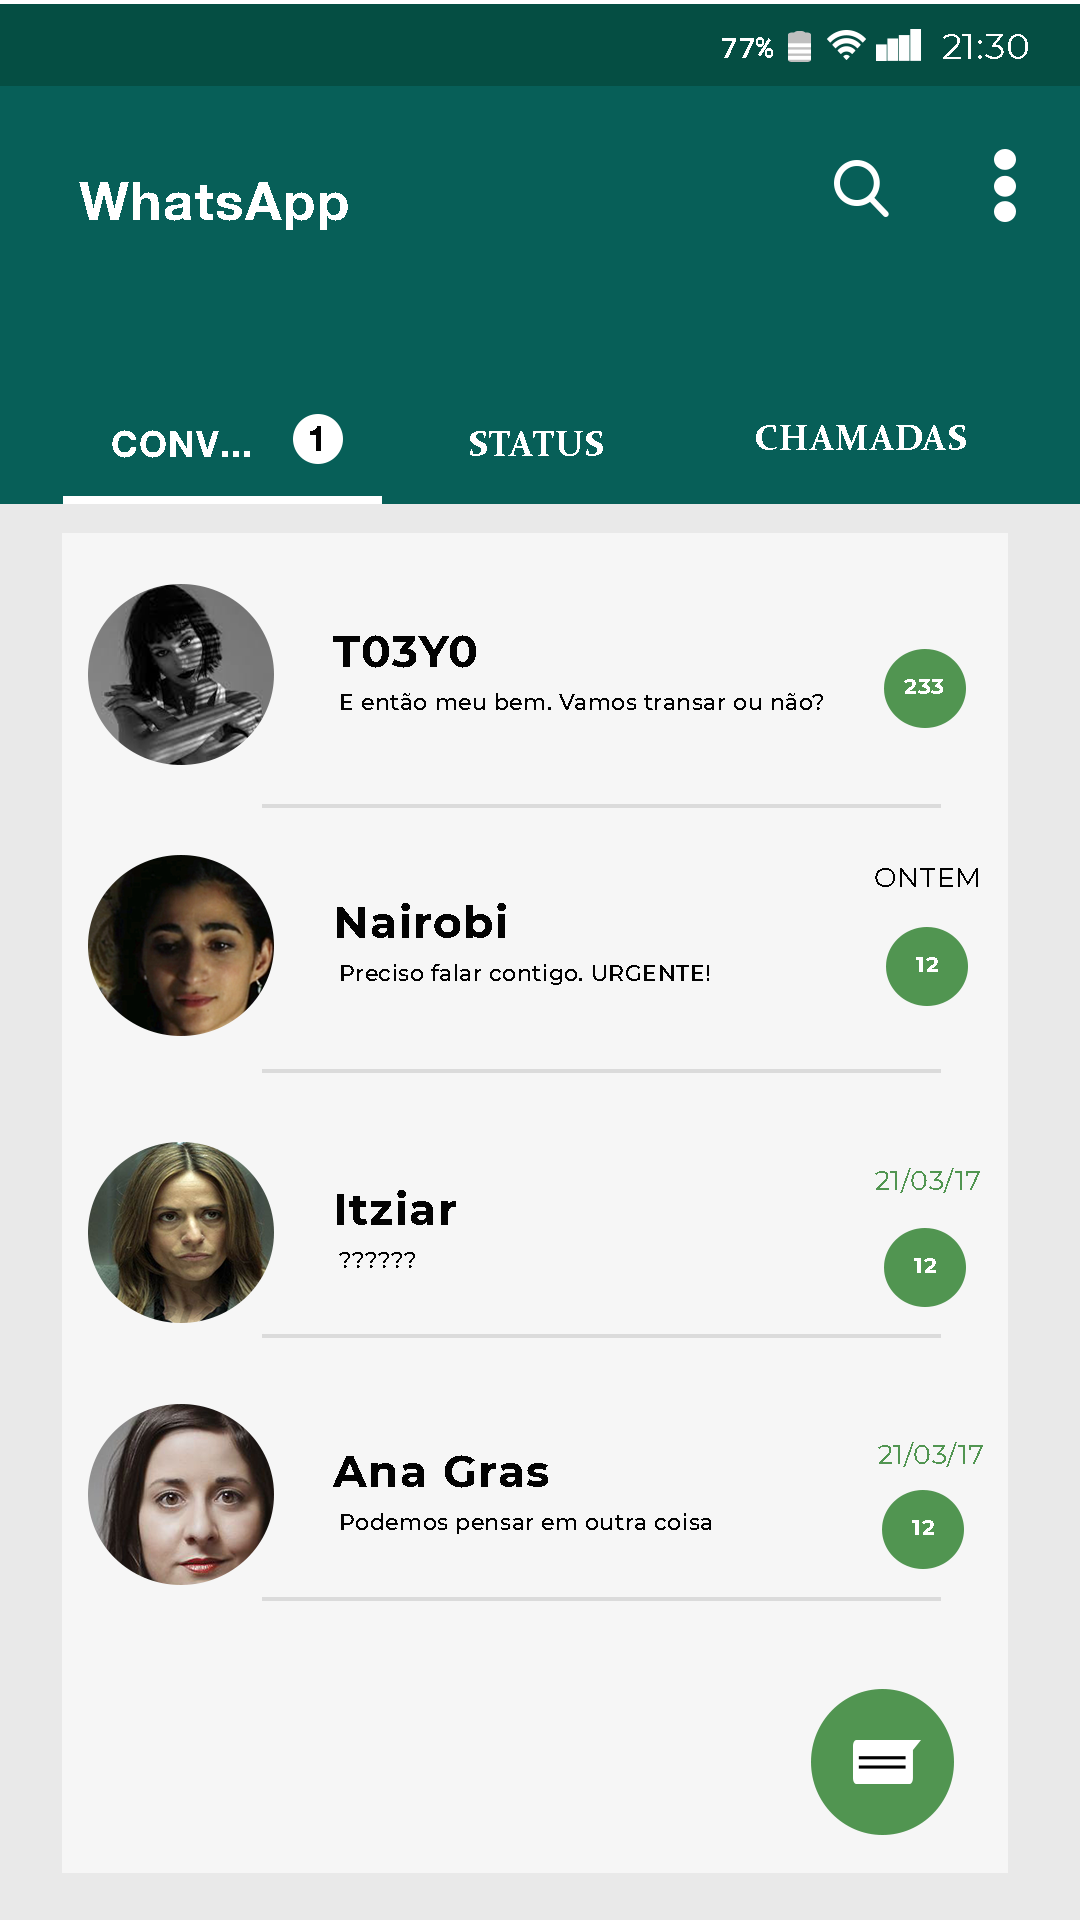 77% 21:30
WhatsApp
CONV... 1 STATUS CHAMADAS
T03Y0
E então meu bem. Vamos transar ou não?
233
ONTEM
Nairobi
Preciso falar contigo. URGENTE!
12
21/03/17
Itziar
??????
12
21/03/17
Ana Gras
Podemos pensar em outra coisa
12